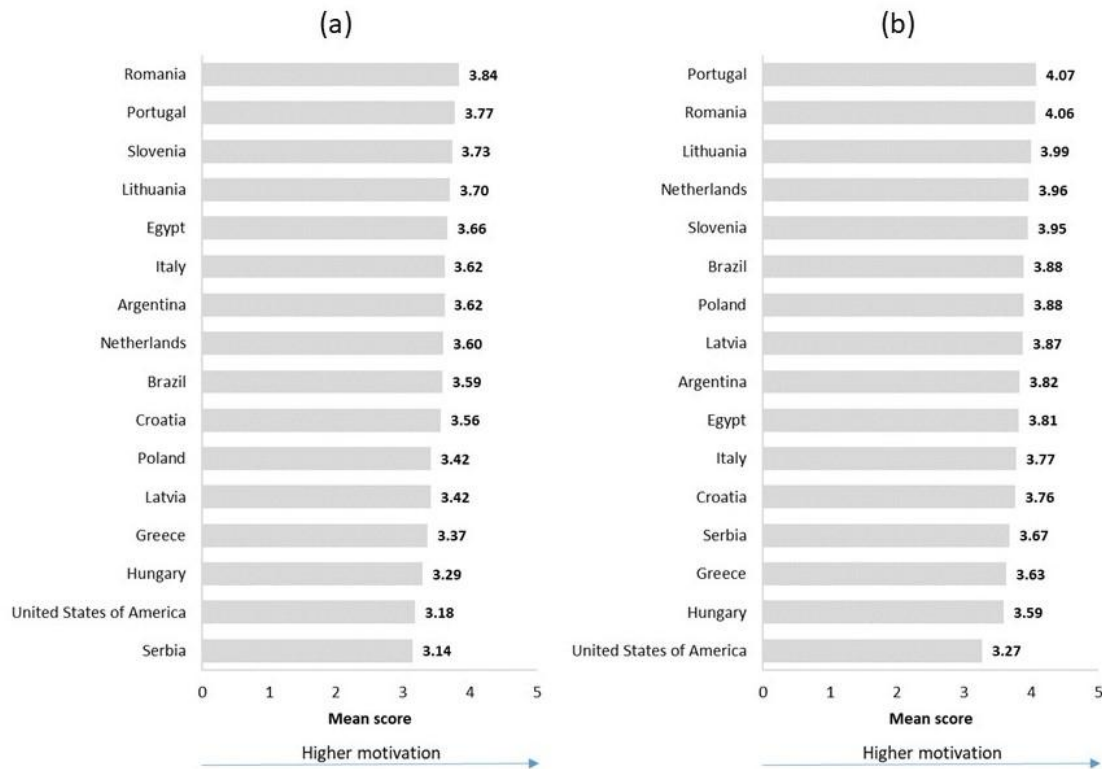 (a)
Romania 3.84
Portugal 3.77
Slovenia 3.73
Lithuania 3.70
Egypt 3.66
Italy 3.62
Argentina 3.62
Netherlands 3.60
Brazil 3.59
Croatia 3.56
Poland 3.42
Latvia 3.42
Greece 3.37
Hungary 3.29
United States of America 3.18
Serbia 3.14
0 1 2 3 4 5
Mean score
Higher motivation
(b)
Portugal 4.07
Romania 4.06
Lithuania 3.99
Netherlands 3.96
Slovenia 3.95
Brazil 3.88
Poland 3.88
Latvia 3.87
Argentina 3.82
Egypt 3.81
Italy 3.77
Croatia 3.76
Serbia 3.67
Greece 3.63
Hungary 3.59
United States of America 3.27
0 1 2 3 4 5
Mean score
Higher motivation